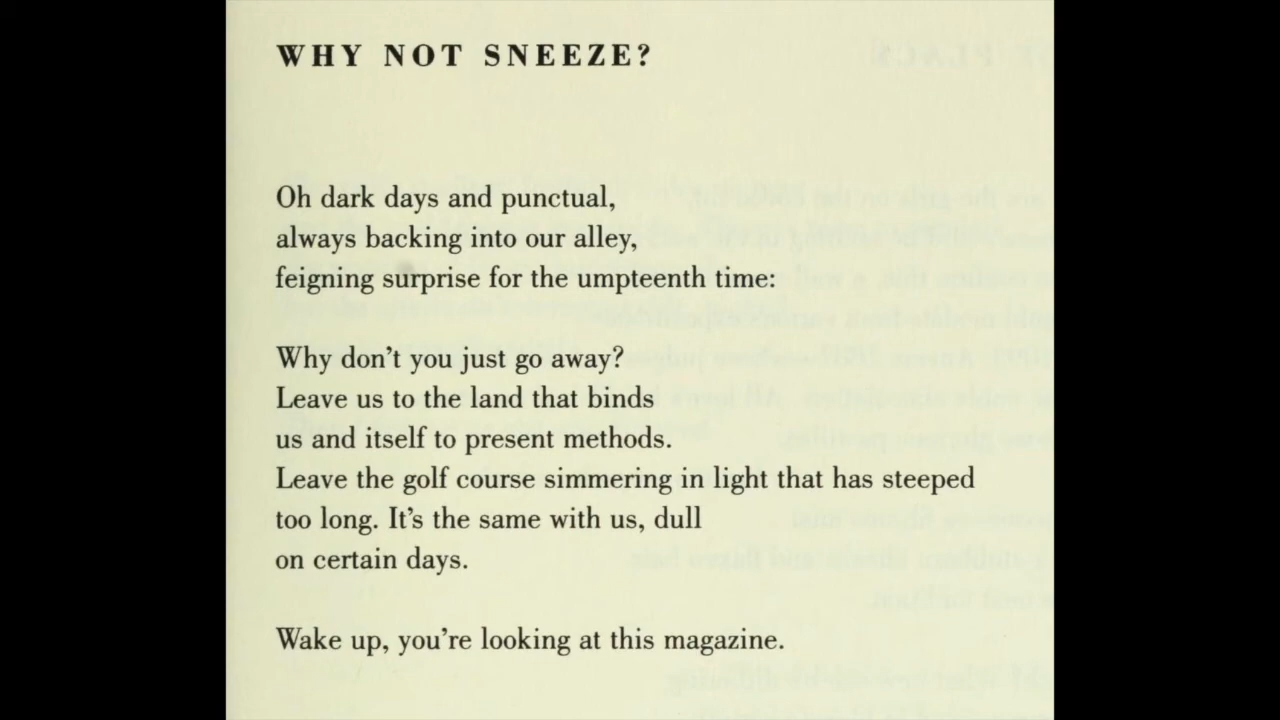 WHY NOT SNEEZE?
Oh dark days and punctual,
always backing into our alley,
feigning surprise for the umpteenth time:
Why don't you just go away?
Leave us to the land that binds
us and itself to present methods.
Leave the golf course simmering in light that has steeped
too long. It's the same with us, dull
on certain days.
Wake up, you're looking at this magazine.